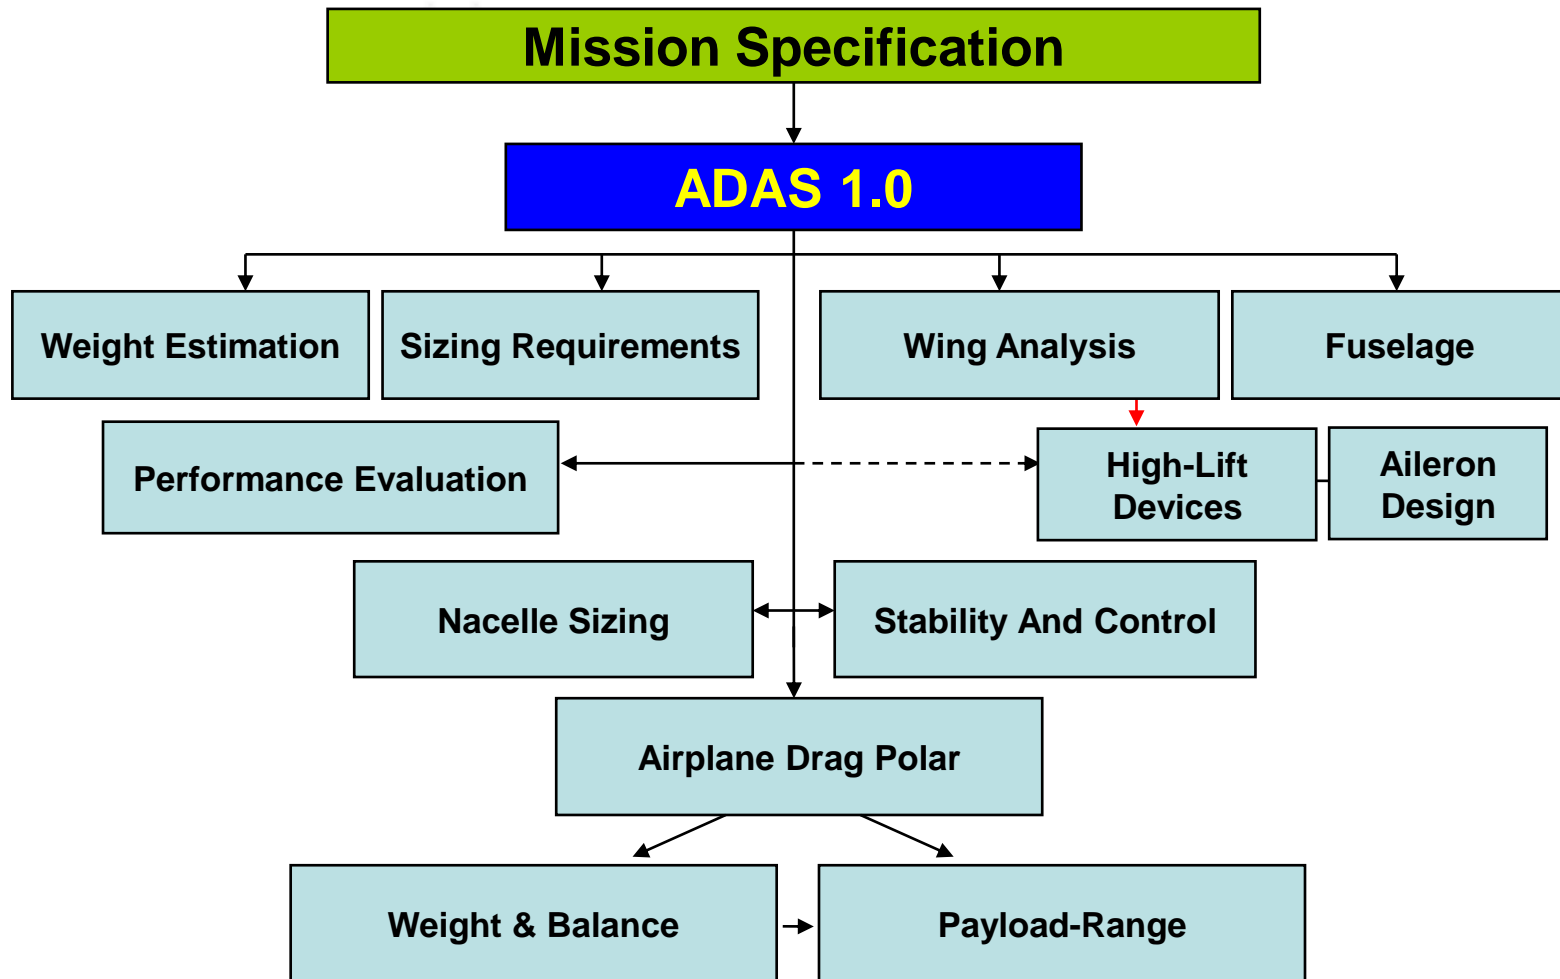 Mission Specification
ADAS 1.0
Weight Estimation
Sizing Requirements
Wing Analysis
Fuselage
Performance Evaluation
High-Lift
Devices
Aileron
Design
Nacelle Sizing
Stability And Control
Airplane Drag Polar
Weight & Balance
Payload-Range